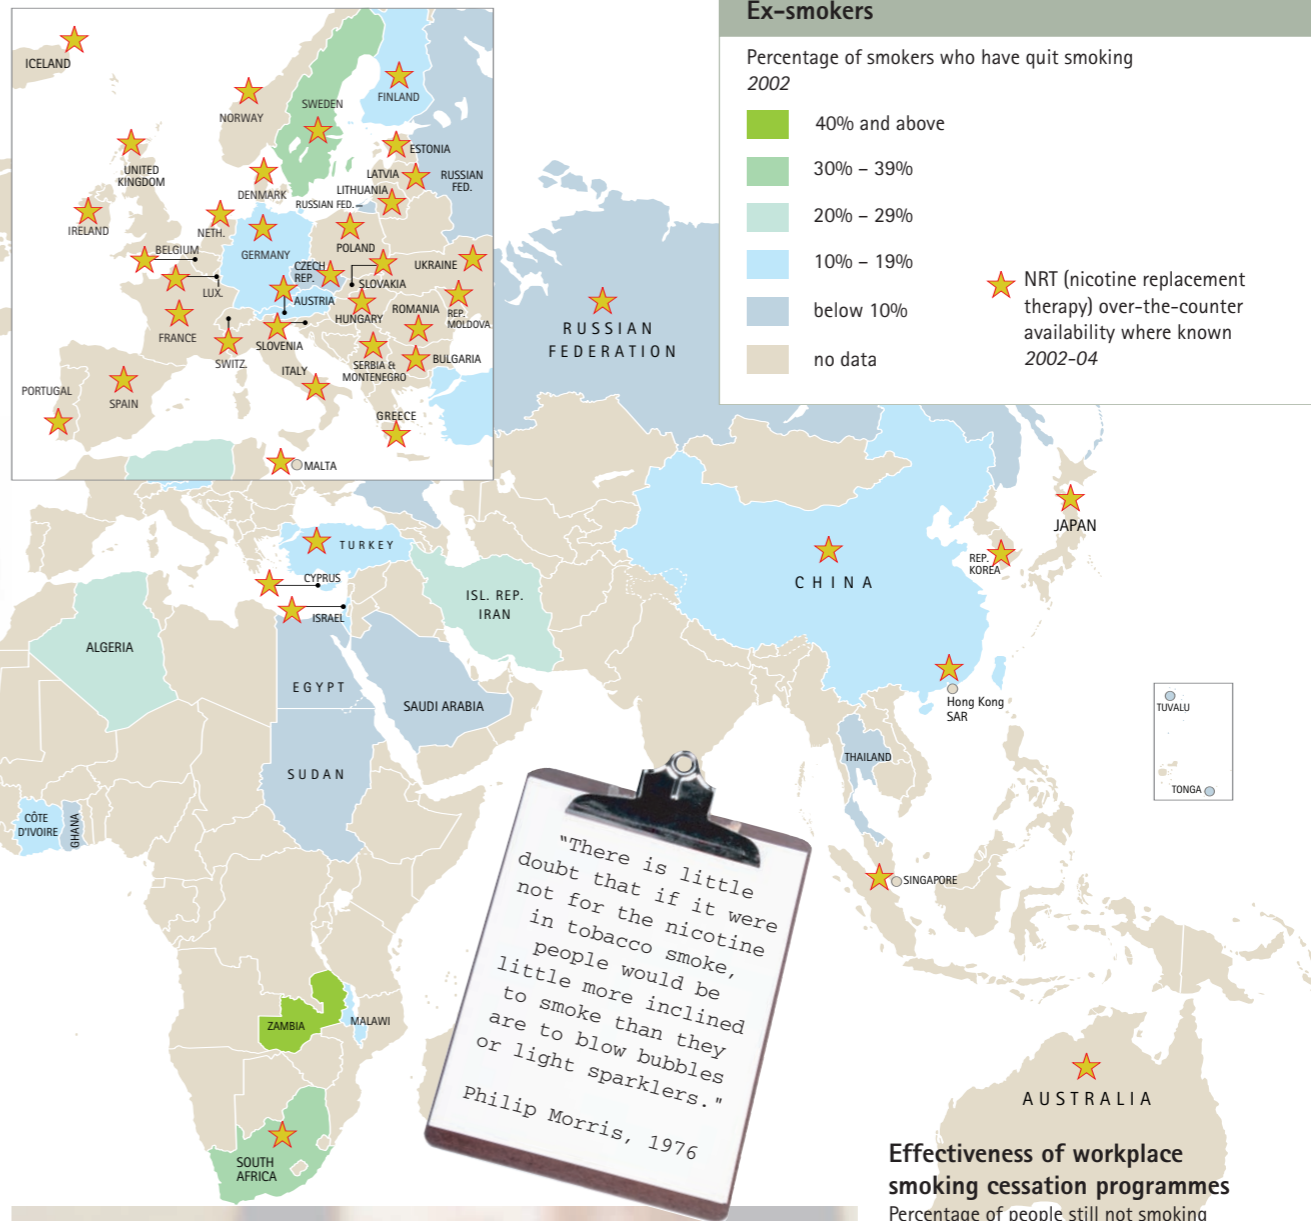 Ex-smokers
Percentage of smokers who have quit smoking
2002
40% and above
30% – 39%
20% – 29%
10% – 19%
below 10%
no data
NRT (nicotine replacement
therapy) over-the-counter
availability where known
2002-04
ICELAND
NORWAY
SWEDEN
FINLAND
UNITED
KINGDOM
IRELAND
DENMARK
ESTONIA
LATVIA
LITHUANIA
RUSSIAN
FED.
RUSSIAN FED.
NETH.
BELGIUM
LUX.
GERMANY
POLAND
CZECH
REP.
SLOVAKIA
UKRAINE
AUSTRIA
HUNGARY
ROMANIA
REP.
MOLDOVA
FRANCE
SWITZ.
SLOVENIA
ITALY
SERBIA &
MONTENEGRO
BULGARIA
PORTUGAL
SPAIN
GREECE
MALTA
RUSSIAN
FEDERATION
TURKEY
CYPRUS
ISRAEL
ISL. REP.
IRAN
CHINA
REP.
KOREA
JAPAN
ALGERIA
EGYPT
SAUDI ARABIA
SUDAN
CÔTE
D'IVOIRE
GHANA
Hong Kong
SAR
THAILAND
SINGAPORE
TUVALU
TONGA
ZAMBIA
MALAWI
SOUTH
AFRICA
AUSTRALIA
"There is little
doubt that if it were
not for the nicotine
in tobacco smoke,
people would be
little more inclined
to smoke than they
are to blow bubbles
or light sparklers."
Philip Morris, 1976
Effectiveness of workplace
smoking cessation programmes
Percentage of people still not smoking